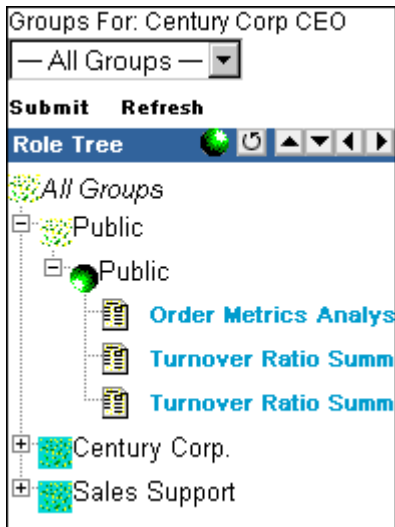 Groups For: Century Corp CEO
— All Groups —
Submit Refresh
Role Tree
All Groups
Public
Public
Order Metrics Analys
Turnover Ratio Summ
Turnover Ratio Summ
Century Corp.
Sales Support